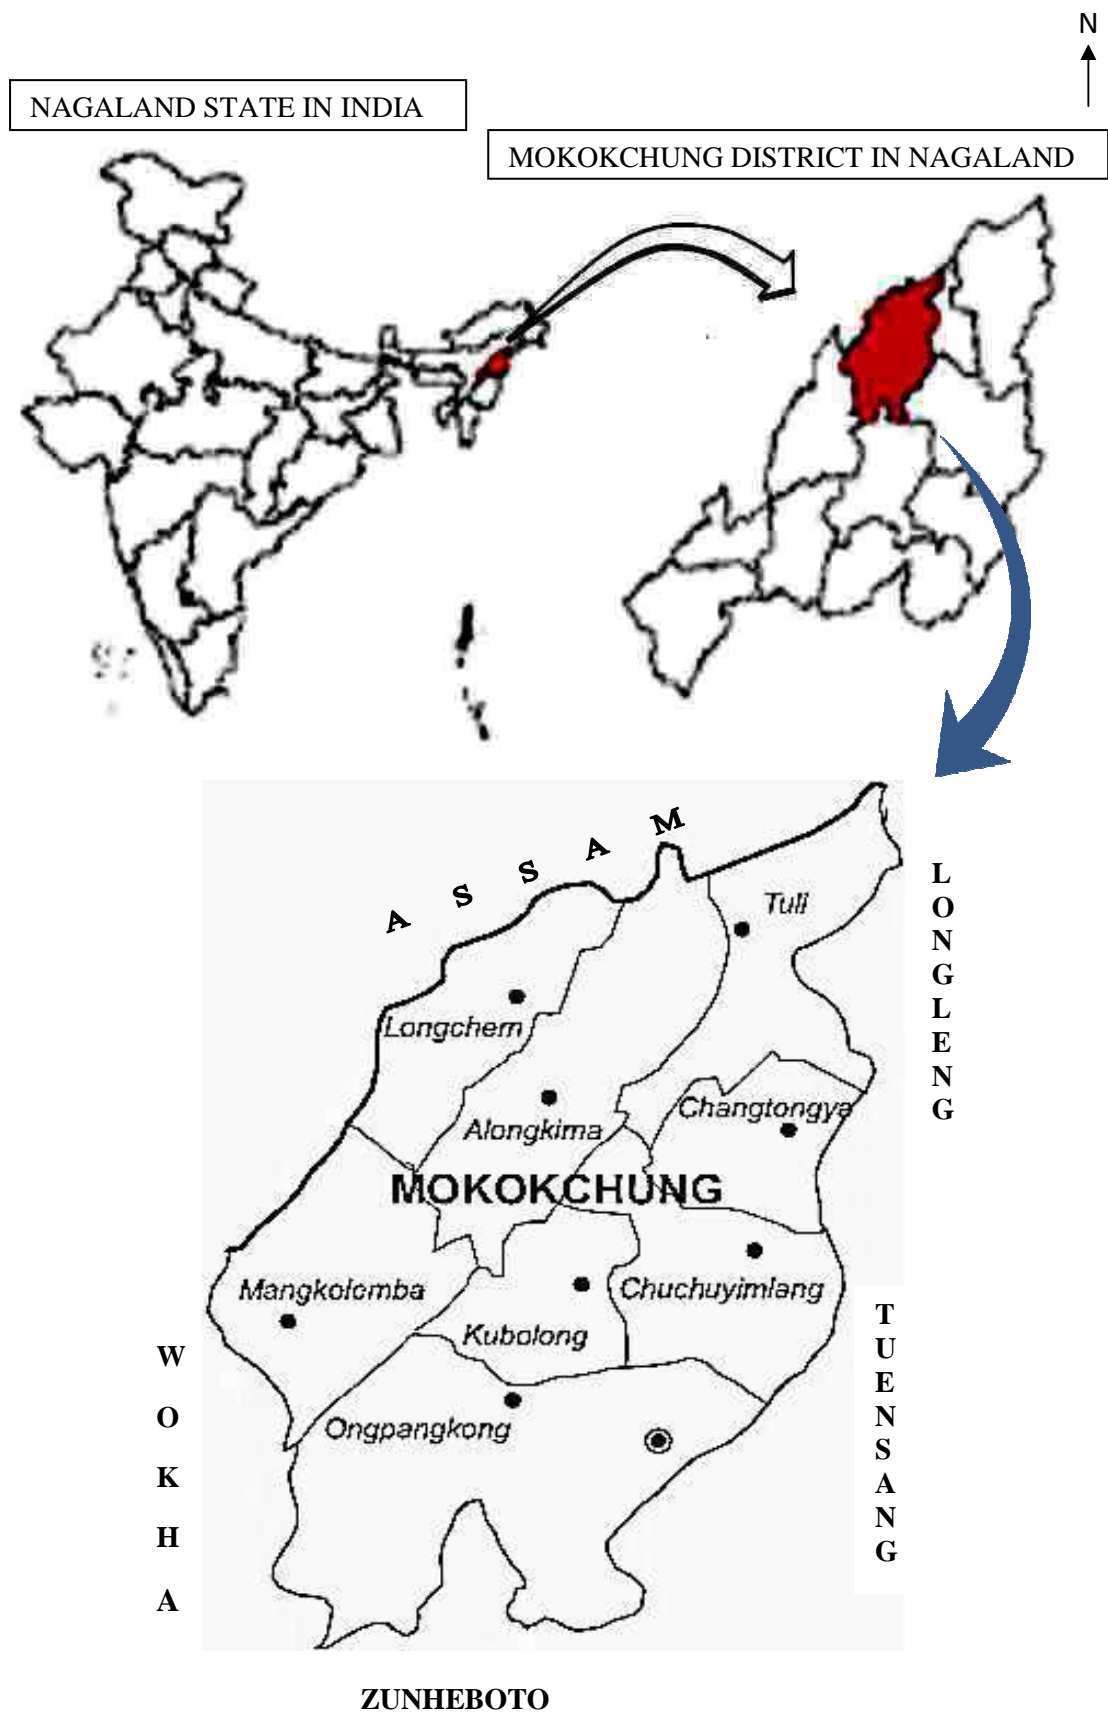 N
NAGALAND STATE IN INDIA
MOKOKCHUNG DISTRICT IN NAGALAND
ASSAM
Tuli
LONGLENG
Longchem
Changtongya
Alongkima
MOKOKCHUNG
Mangkolemba
Chuchuyimlang
Kubolong
TUENSANG
WOKHA
Ongpangkong
ZUNHEBOTO